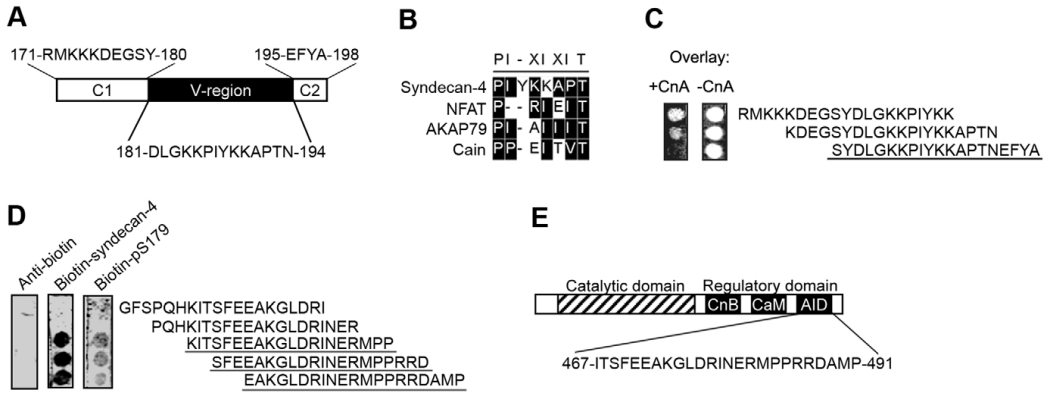 A
171-RMKKKDEGSY-180
195-EFYA-198
C1
V-region
C2
181-DLGKKPIYKKAPTN-194
B
PI - XI XI T
Syndecan-4 PIYKKAPT
NFAT P--RIEIT
AKAP79 PI-AIIIT
Cain PP-EITVT
C
Overlay:
+CnA -CnA
RMKKKDEGSYDLGKKPIYKK
KDEGSYDLGKKPIYKKAPTN
SYDLGKKPIYKKAPTNEFYA
D
Anti-biotin
Biotin-syndecan-4
Biotin-pS179
GFSPQHKITSFEEAKGLDRI
PQHKITSFEEAKGLDRINER
KITSFEEAKGLDRINERMPP
SFEEAKGLDRINERMPPRRD
EAKGLDRINERMPPRRDAMP
E
Catalytic domain
Regulatory domain
CnB
CaM
AID
467-ITSFEEAKGLDRINERMPPRRDAMP-491